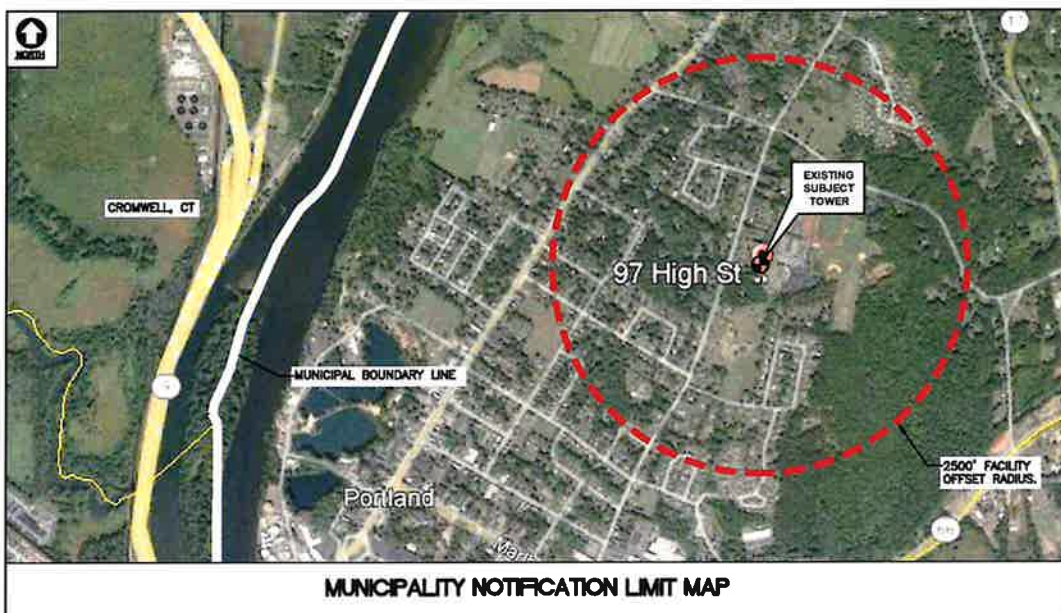 CROMWELL, CT
EXISTING
SUBJECT
TOWER
97 High St
MUNICIPAL BOUNDARY LINE
2500' FACILITY
OFFSET RADIUS.
Portland
MUNICIPALITY NOTIFICATION LIMIT MAP